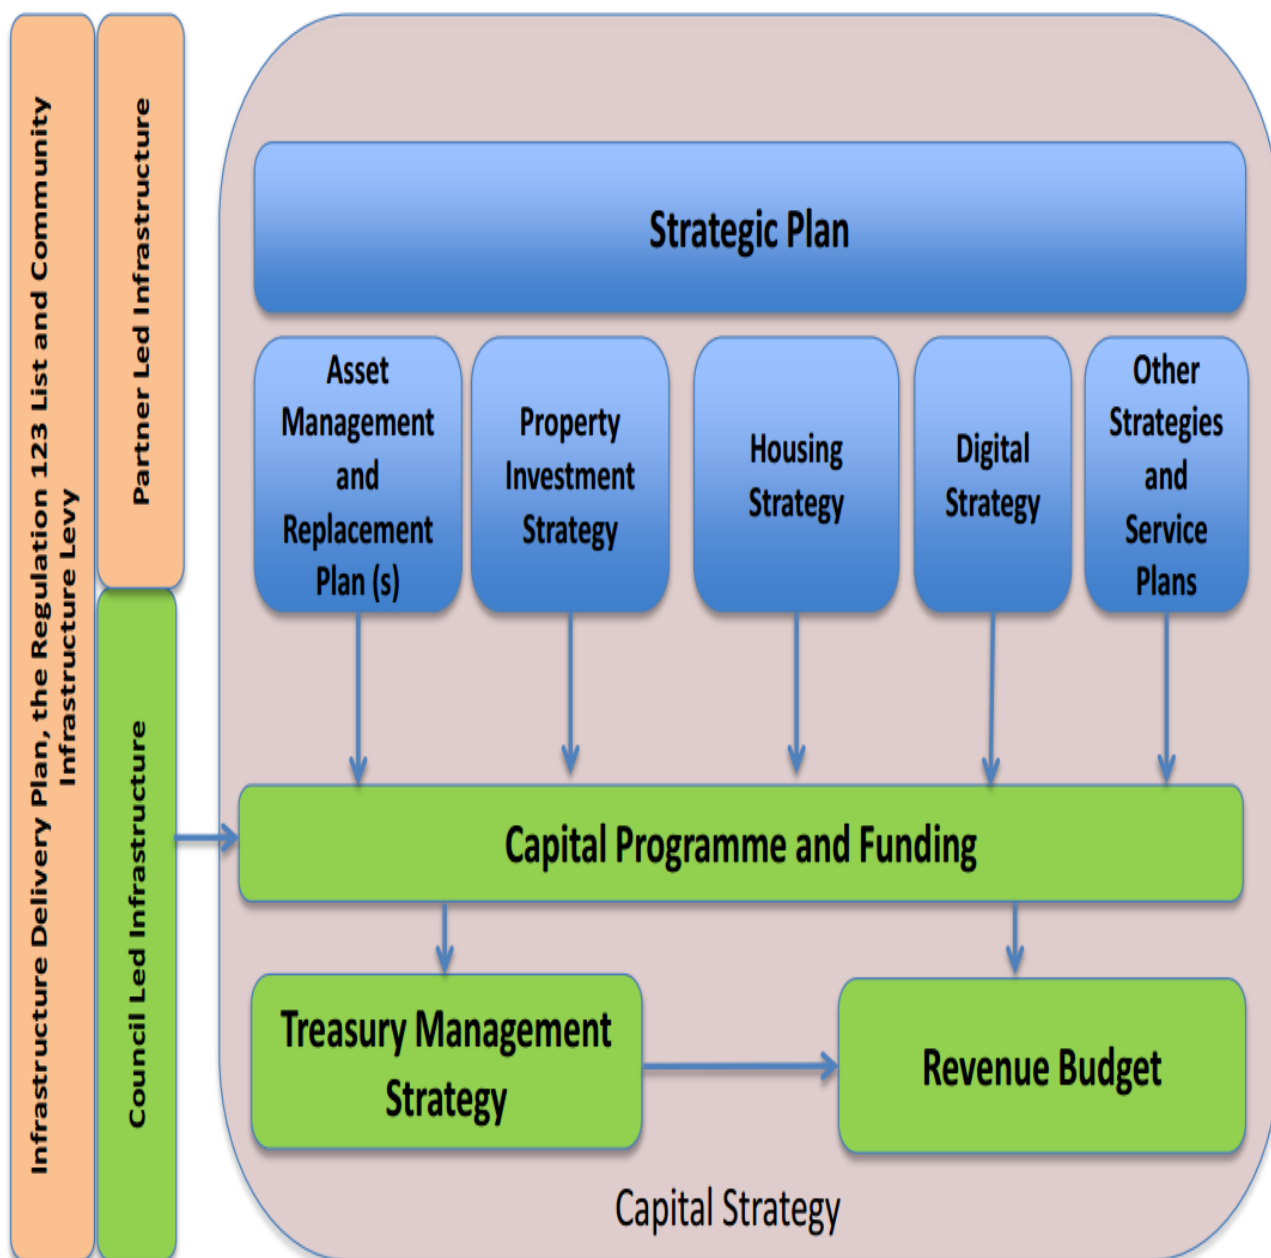 Infrastructure Delivery Plan, the Regulation 123 List and Community
Infrastructure Levy
Partner Led Infrastructure
Council Led Infrastructure
Strategic Plan
Asset
Management
and
Replacement
Plan (s)
Property
Investment
Strategy
Housing
Strategy
Digital
Strategy
Other
Strategies
and
Service
Plans
Capital Programme and Funding
Treasury Management
Strategy
Revenue Budget
Capital Strategy